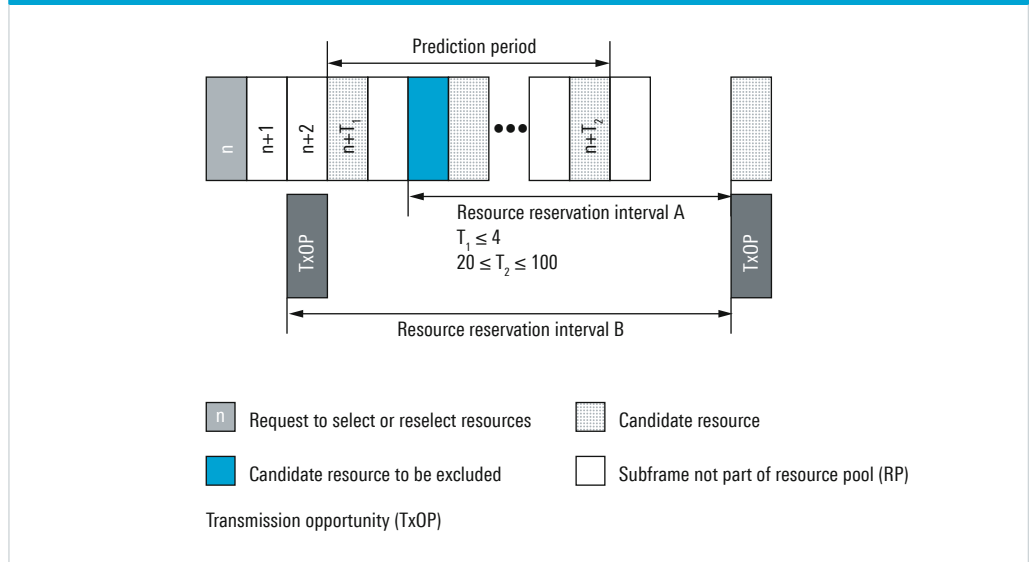 Prediction period
n
n+1
n+2
n+T₁
n+T₂
Resource reservation interval A
T₁ ≤ 4
20 ≤ T₂ ≤ 100
TxOP
TxOP
Resource reservation interval B
n Request to select or reselect resources
Candidate resource
Candidate resource to be excluded
Subframe not part of resource pool (RP)
Transmission opportunity (TxOP)